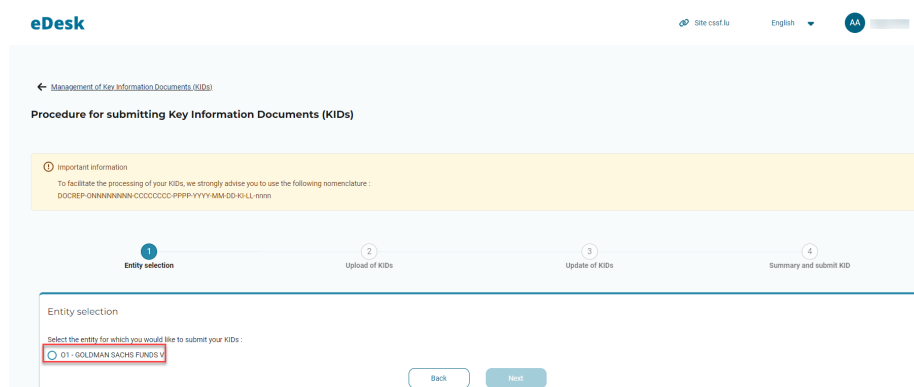 eDesk
Site cssf.lu
English
AA
Management of Key Information Documents (KIDs)
Procedure for submitting Key Information Documents (KIDs)
Important information
To facilitate the processing of your KIDs, we strongly advise you to use the following nomenclature :
DOCREP-ONNNNNNNN-CCCCCCCC-PPPP-YYYY-MM-DD-KI-LL-nnnn
1
Entity selection
2
Upload of KIDs
3
Update of KIDs
4
Summary and submit KID
Entity selection
Select the entity for which you would like to submit your KIDs :
O1 - GOLDMAN SACHS FUNDS V
Back
Next